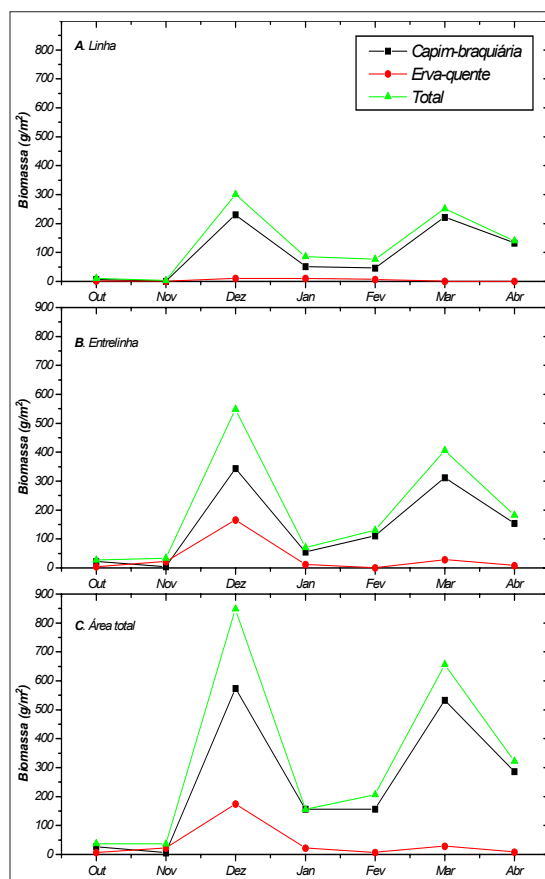 A. Linha
Capim-braquiária
Erva-quente
Total
Biomassa (g/m²)
900
800
700
600
500
400
300
200
100
0
Out Nov Dez Jan Fev Mar Abr
B. Entrelinha
Biomassa (g/m²)
900
800
700
600
500
400
300
200
100
0
Out Nov Dez Jan Fev Mar Abr
C. Área total
Biomassa (g/m²)
900
800
700
600
500
400
300
200
100
0
Out Nov Dez Jan Fev Mar Abr